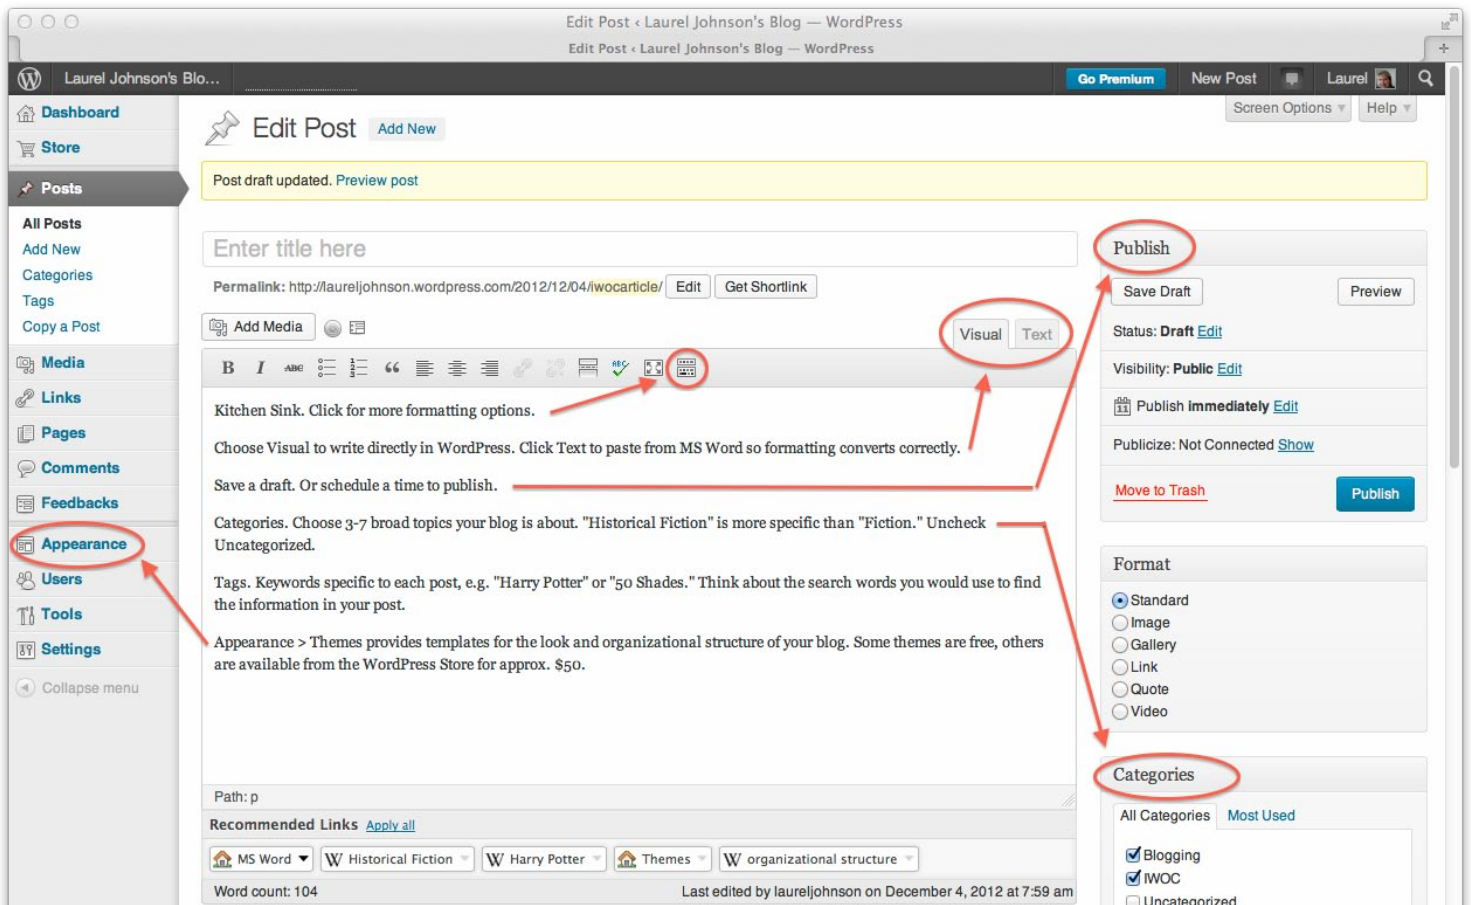 Edit Post ‹ Laurel Johnson's Blog — WordPress
Edit Post ‹ Laurel Johnson's Blog — WordPress
Laurel Johnson's Blo...
Go Premium
New Post
Laurel
Screen Options
Help
Dashboard
Store
Posts
All Posts
Add New
Categories
Tags
Copy a Post
Media
Links
Pages
Comments
Feedbacks
Appearance
Users
Tools
Settings
Collapse menu
Edit Post Add New
Post draft updated. Preview post
Enter title here
Permalink: http://laureljohnson.wordpress.com/2012/12/04/iwocarticle/ Edit Get Shortlink
Add Media
Visual Text
B I ABC ABC
Kitchen Sink. Click for more formatting options.
Choose Visual to write directly in WordPress. Click Text to paste from MS Word so formatting converts correctly.
Save a draft. Or schedule a time to publish.
Categories. Choose 3-7 broad topics your blog is about. "Historical Fiction" is more specific than "Fiction." Uncheck
Uncategorized.
Tags. Keywords specific to each post, e.g. "Harry Potter" or "50 Shades." Think about the search words you would use to find
the information in your post.
Appearance > Themes provides templates for the look and organizational structure of your blog. Some themes are free, others
are available from the WordPress Store for approx. $50.
Path: p
Recommended Links Apply all
MS Word
W Historical Fiction
W Harry Potter
Themes
W organizational structure
Word count: 104
Last edited by laureljohnson on December 4, 2012 at 7:59 am
Publish
Save Draft
Preview
Status: Draft Edit
Visibility: Public Edit
11 Publish immediately Edit
Publicize: Not Connected Show
Move to Trash
Publish
Format
Standard
Image
Gallery
Link
Quote
Video
Categories
All Categories
Most Used
Blogging
IWOC
Uncategorized